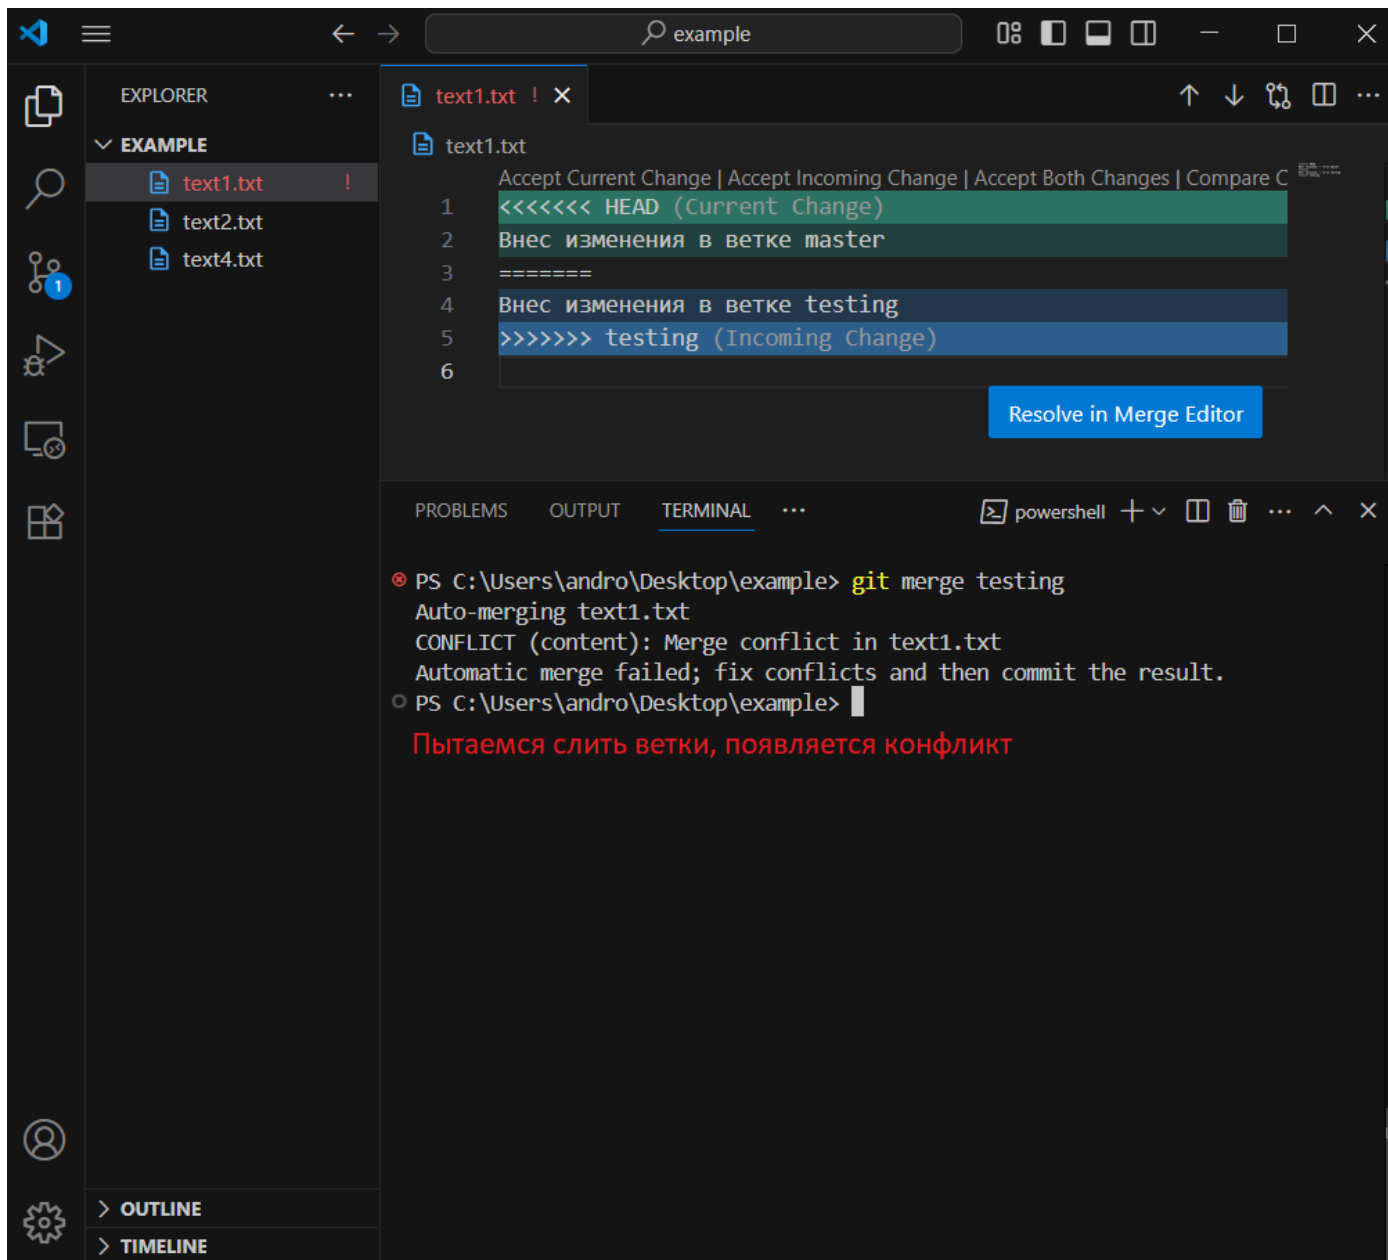 example
EXPLORER
EXAMPLE
text1.txt !
text2.txt
text4.txt
1
OUTLINE
TIMELINE
text1.txt !
text1.txt
Accept Current Change | Accept Incoming Change | Accept Both Changes | Compare C
1 <<<<<<< HEAD (Current Change)
2 Внес изменения в ветке master
3 =======
4 Внес изменения в ветке testing
5 >>>>>>> testing (Incoming Change)
6
Resolve in Merge Editor
PROBLEMS OUTPUT TERMINAL ··· powershell
PS C:\Users\andro\Desktop\example> git merge testing
Auto-merging text1.txt
CONFLICT (content): Merge conflict in text1.txt
Automatic merge failed; fix conflicts and then commit the result.
PS C:\Users\andro\Desktop\example>
Пытаемся слить ветки, появляется конфликт